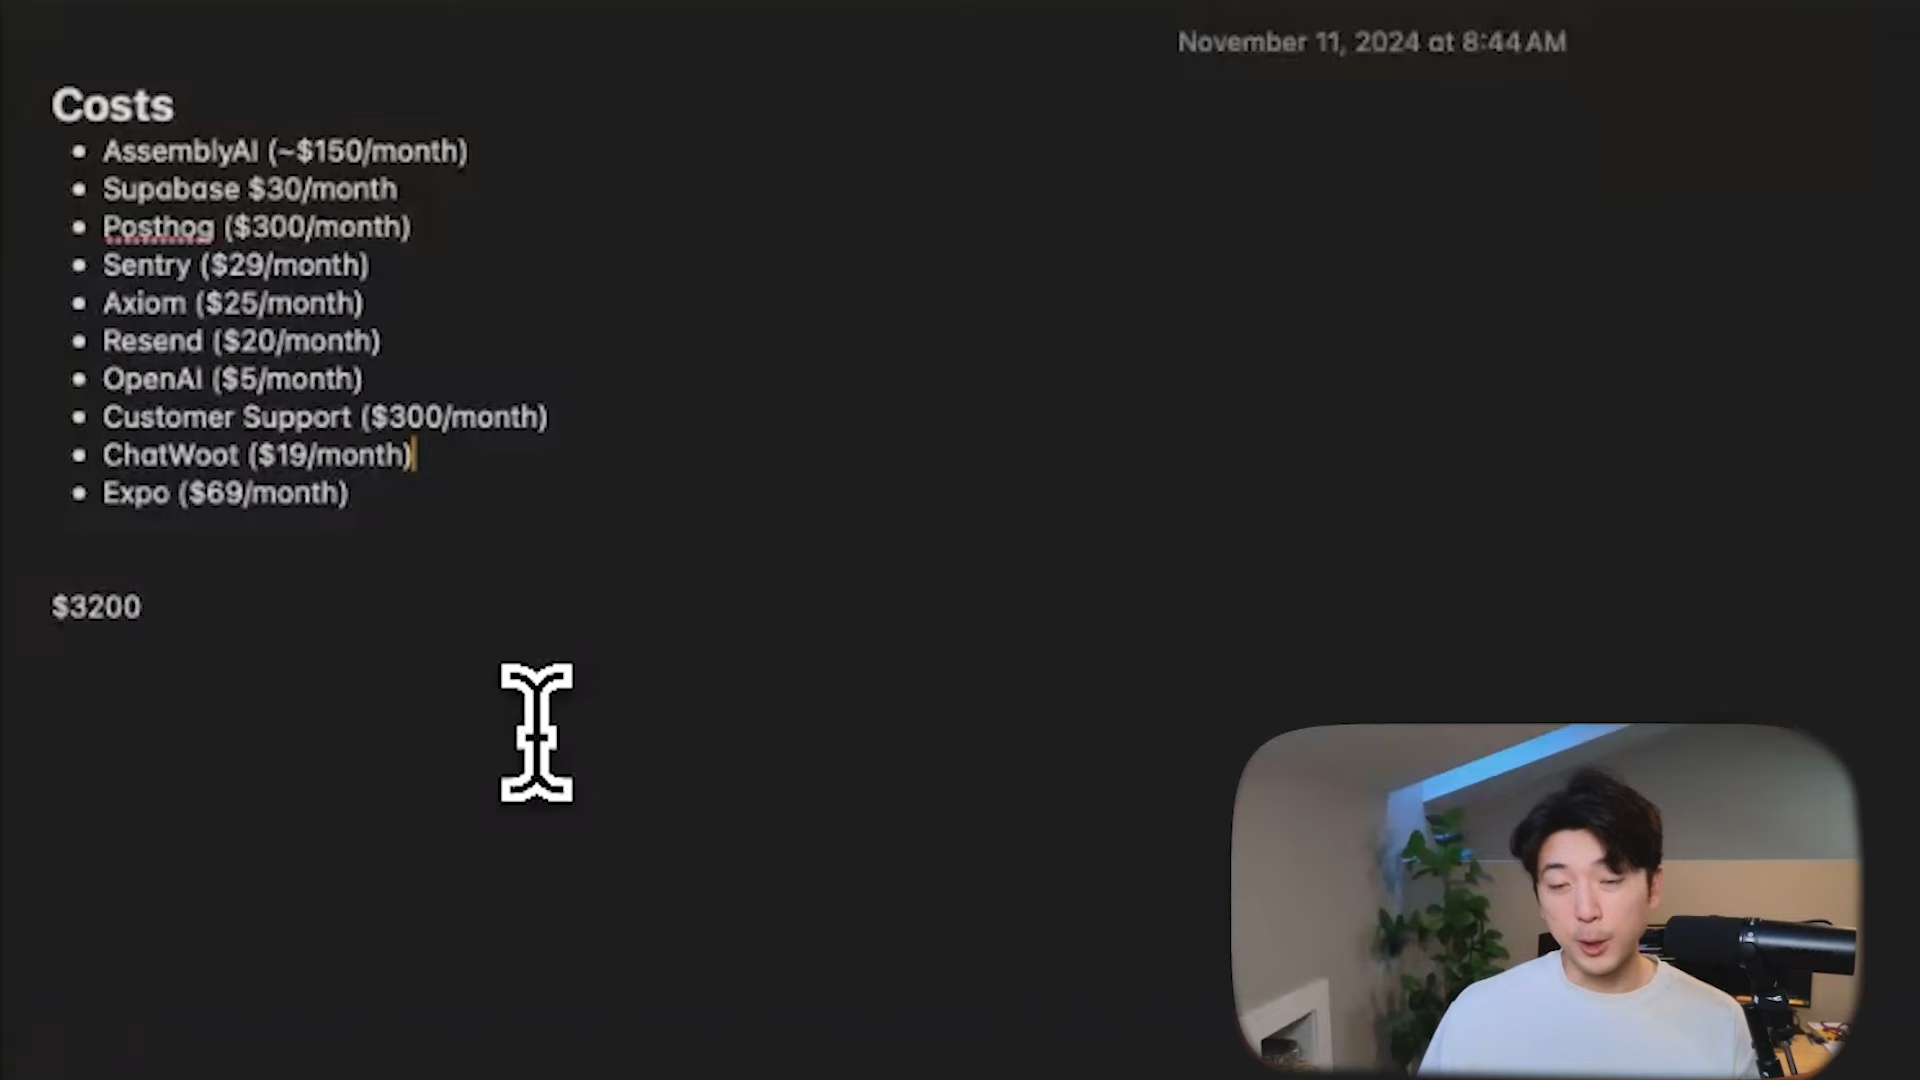 November 11, 2024 at 8:44 AM
Costs
• AssemblyAI (~$150/month)
• Supabase $30/month
• Posthog ($300/month)
• Sentry ($29/month)
• Axiom ($25/month)
• Resend ($20/month)
• OpenAI ($5/month)
• Customer Support ($300/month)
• ChatWoot ($19/month)
• Expo ($69/month)
$3200